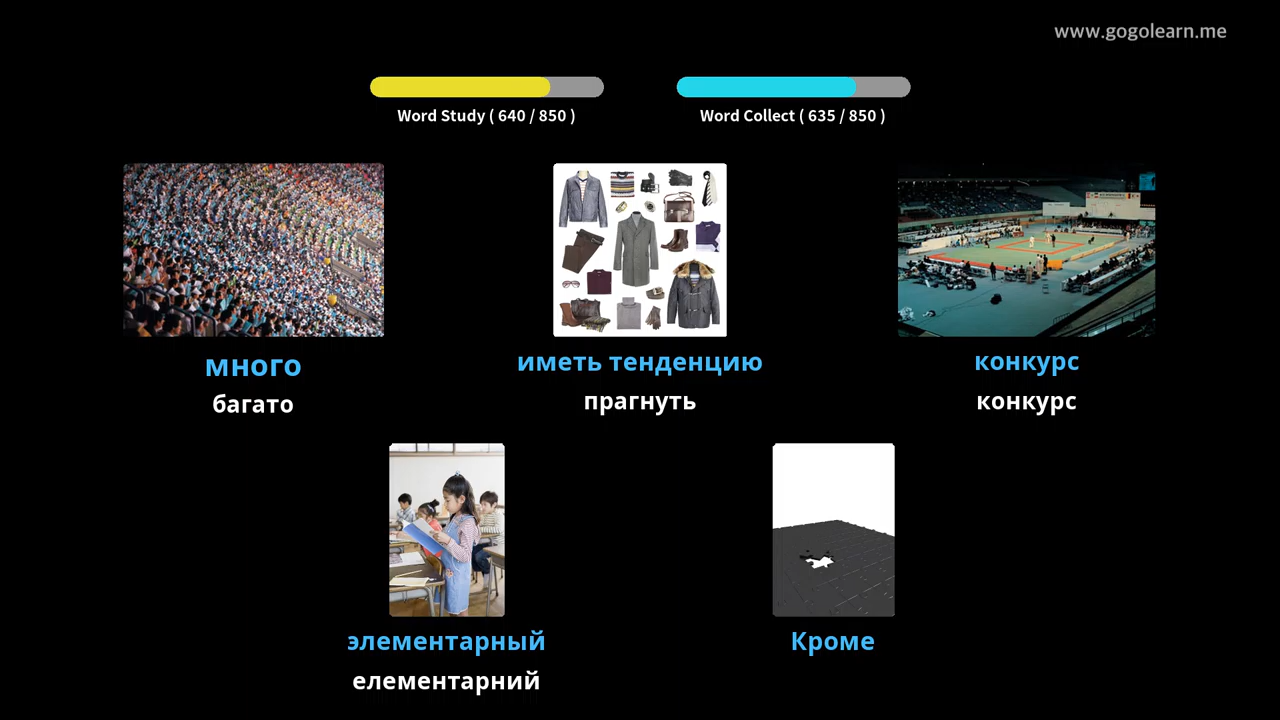 www.gogolearn.me
Word Study ( 640 / 850 )
Word Collect ( 635 / 850 )
много
багато
иметь тенденцию
прагнуть
конкурс
конкурс
элементарный
елементарний
Кроме